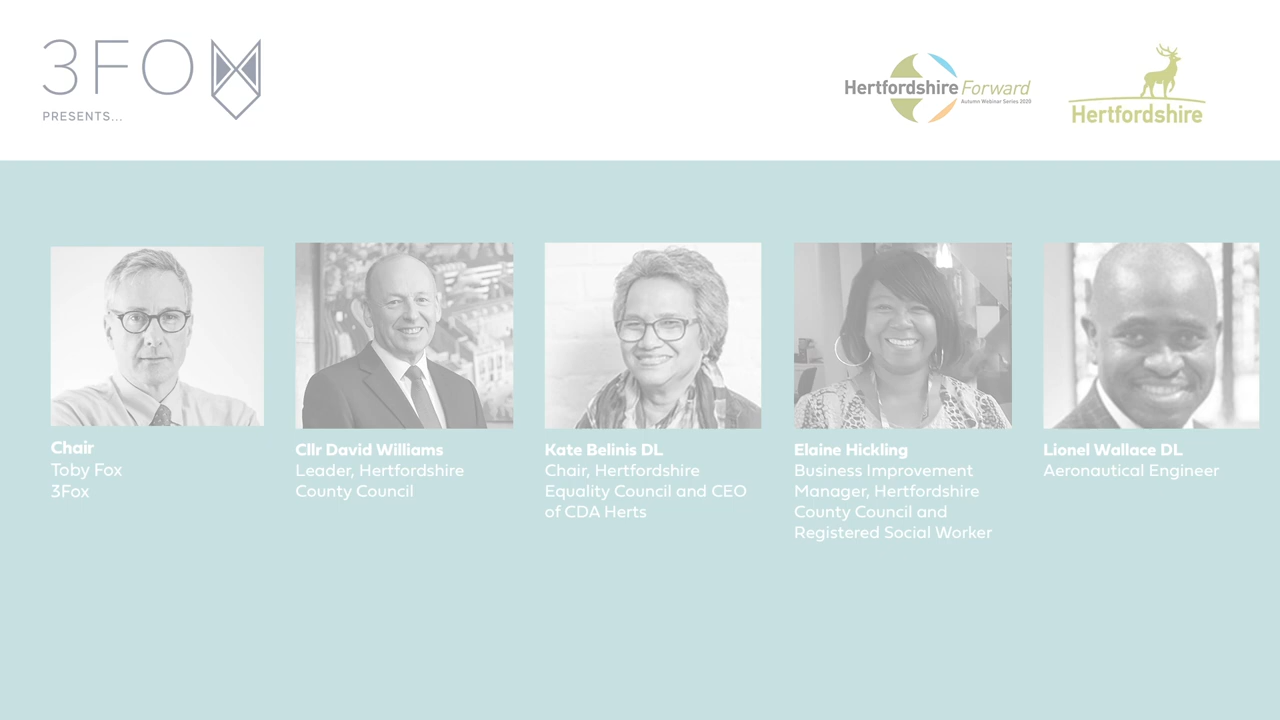 3FOX
PRESENTS...
Hertfordshire Forward
Autumn Webinar Series 2020
Hertfordshire
Chair
Toby Fox
3Fox
Cllr David Williams
Leader, Hertfordshire
County Council
Kate Belinis DL
Chair, Hertfordshire
Equality Council and CEO
of CDA Herts
Elaine Hickling
Business Improvement
Manager, Hertfordshire
County Council and
Registered Social Worker
Lionel Wallace DL
Aeronautical Engineer